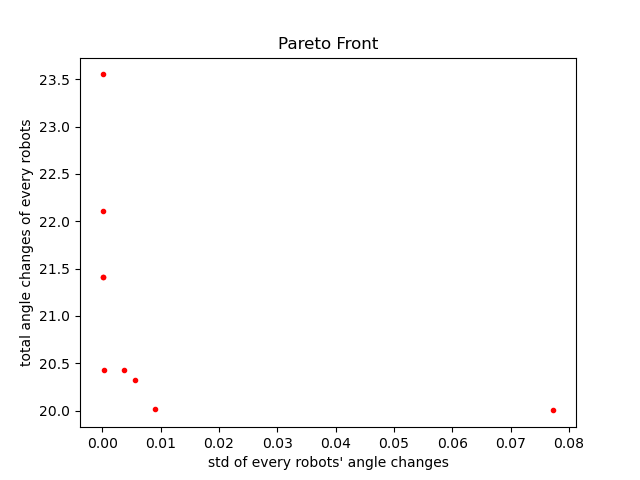 Pareto Front
total angle changes of every robots
23.5
23.0
22.5
22.0
21.5
21.0
20.5
20.0
0.00 0.01 0.02 0.03 0.04 0.05 0.06 0.07 0.08
std of every robots' angle changes